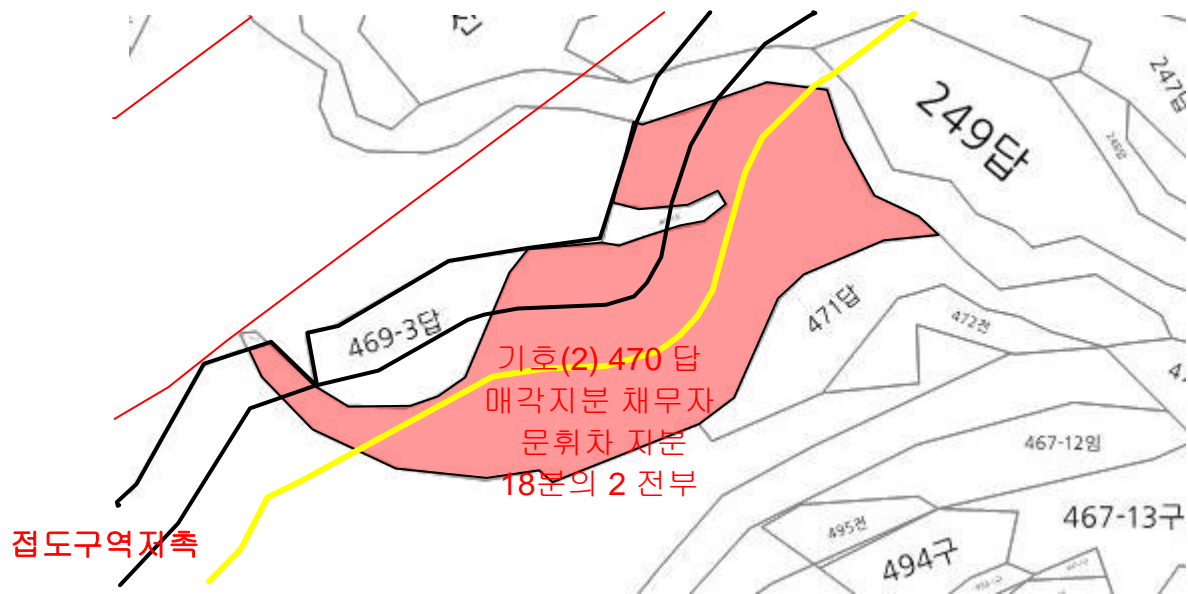 전
247답
249답
471답
472전
469-3답
기호(2) 470 답
매각지분 채무자
문휘차 지분
18분의 2 전부
467-12임
467-13구
495전
494구
접도구역저촉